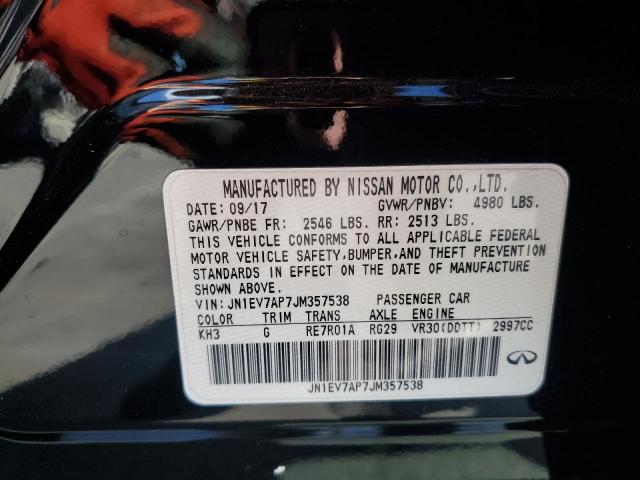 MANUFACTURED BY NISSAN MOTOR CO.,LTD.
DATE: 09/17 GVWR/PNBV: 4980 LBS.
GAWR/PNBE FR: 2546 LBS. RR: 2513 LBS.
THIS VEHICLE CONFORMS TO ALL APPLICABLE FEDERAL
MOTOR VEHICLE SAFETY,BUMPER,AND THEFT PREVENTION
STANDARDS IN EFFECT ON THE DATE OF MANUFACTURE
SHOWN ABOVE.
VIN: JN1EV7AP7JM357538 PASSENGER CAR
COLOR TRIM TRANS AXLE ENGINE
KH3 G RE7R01A RG29 VR30(DDTT) 2997CC
JN1EV7AP7JM357538